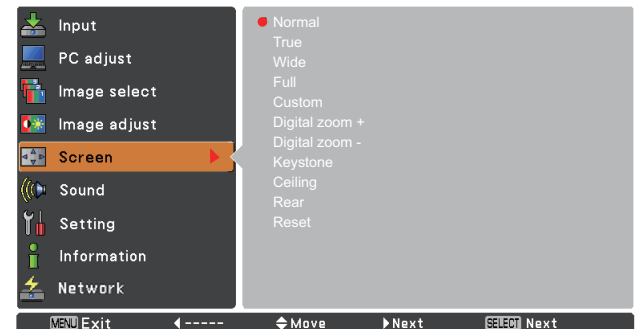 Input
PC adjust
Image select
Image adjust
Screen
Sound
Setting
Information
Network
Normal
True
Wide
Full
Custom
Digital zoom +
Digital zoom -
Keystone
Ceiling
Rear
Reset
MENU Exit ----- Move Next SELECT Next